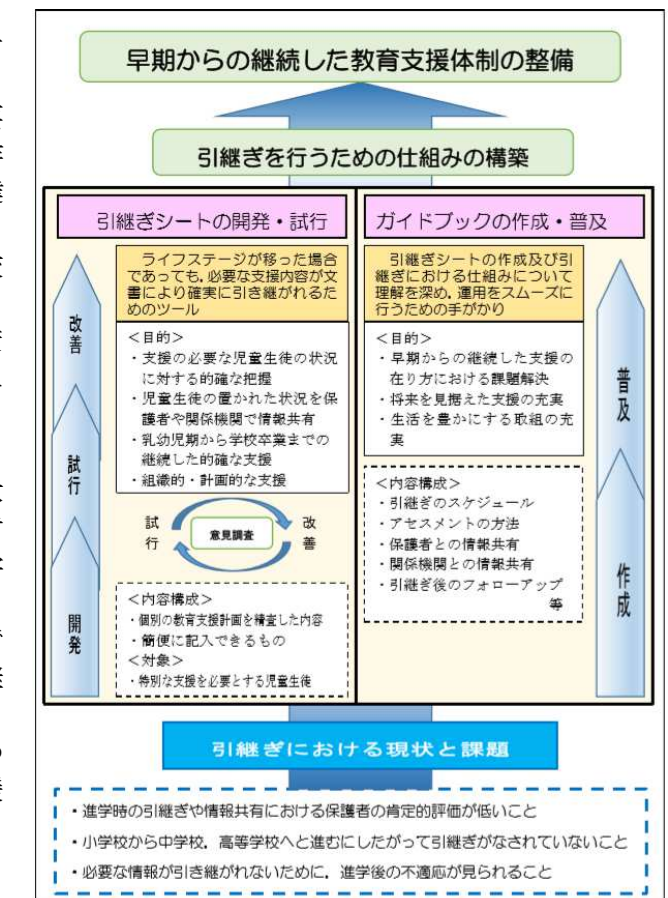 早期からの継続した教育支援体制の整備
引継ぎを行うための仕組みの構築
引継ぎシートの開発・試行
ライフステージが移った場合
であっても,必要な支援内容が文
書により確実に引き継がれるた
めのツール
<目的>
・支援の必要な児童生徒の状況
に対する的確な把握
・児童生徒の置かれた状況を保
護者や関係機関で情報共有
・乳幼児期から学校卒業までの
継続した的確な支援
・組織的・計画的な支援
試行
意見調査
改善
<内容構成>
・個別の教育支援計画を精査した内容
・簡便に記入できるもの
<対象>
・特別な支援を必要とする児童生徒
改善
試行
開発
ガイドブックの作成・普及
引継ぎシートの作成及び引
継ぎにおける仕組みについて
理解を深め,運用をスムーズに
行うための手がかり
<目的>
・早期からの継続した支援の
在り方における課題解決
・将来を見据えた支援の充実
・生活を豊かにする取組の充
実
<内容構成>
・引継ぎのスケジュール
・アセスメントの方法
・保護者との情報共有
・関係機関との情報共有
・引継ぎ後のフォローアップ
等
普及
作成
引継ぎにおける現状と課題
・進学時の引継ぎや情報共有における保護者の肯定的評価が低いこと
・小学校から中学校,高等学校へと進むにしたがって引継ぎがなされていないこと
・必要な情報が引き継がれないために,進学後の不適応が見られること